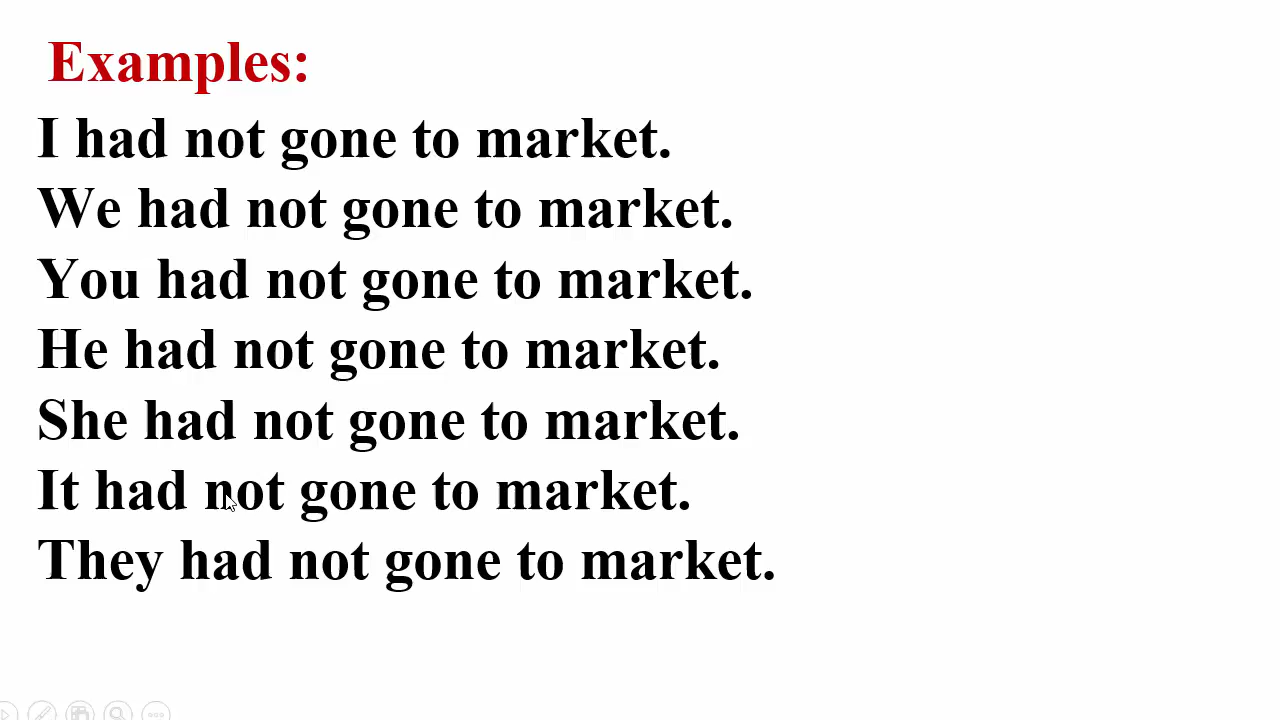 Examples:
I had not gone to market.
We had not gone to market.
You had not gone to market.
He had not gone to market.
She had not gone to market.
It had not gone to market.
They had not gone to market.